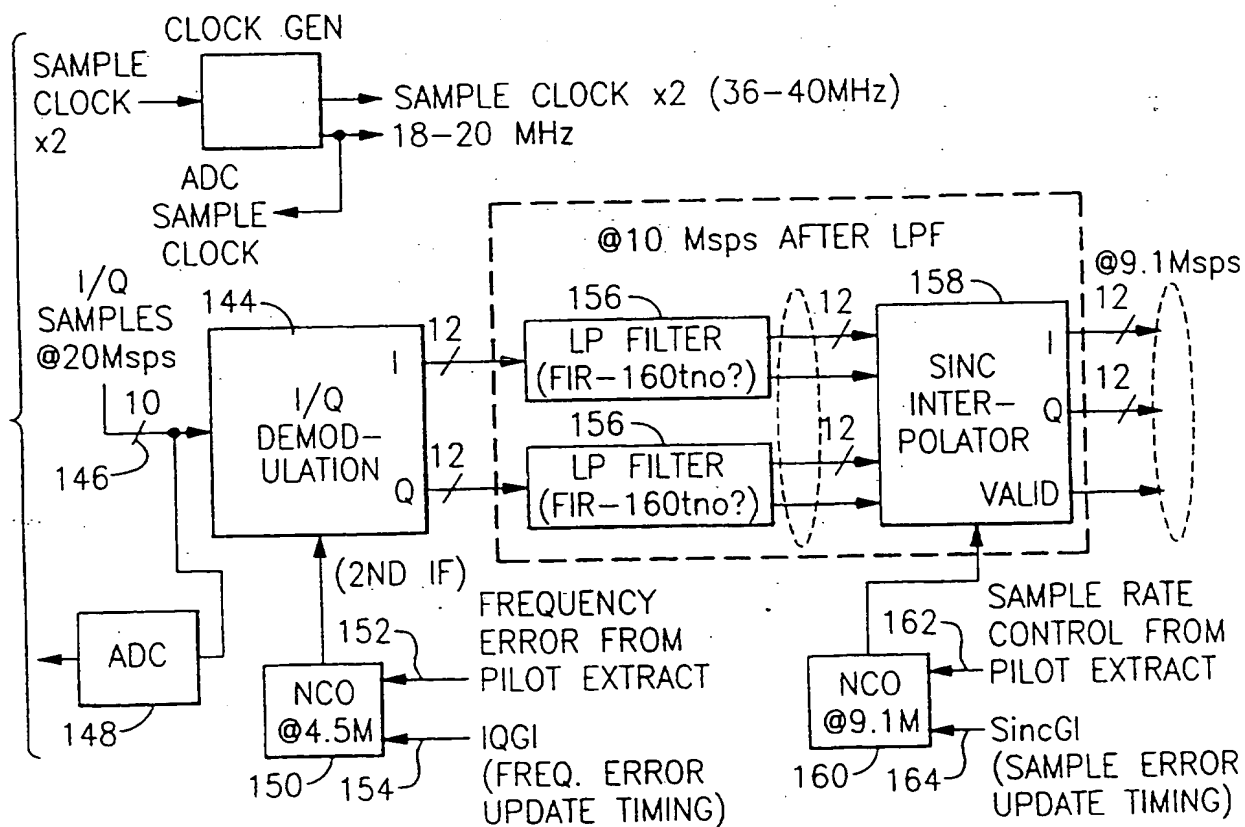 CLOCK GEN
SAMPLE
CLOCK
x2
SAMPLE CLOCK x2 (36-40MHz)
18-20 MHz
ADC
SAMPLE
CLOCK
@10 Msps AFTER LPF
@9.1Msps
I/Q
SAMPLES
@20Msps
144
10
146
I/Q
DEMOD-
ULATION
I
Q
12
12
156
LP FILTER
(FIR-160tno?)
156
LP FILTER
(FIR-160tno?)
12
12
158
SINC
INTER-
POLATOR
I
Q
VALID
12
12
(2ND IF)
ADC
148
NCO
@4.5M
150
152
FREQUENCY
ERROR FROM
PILOT EXTRACT
154
IQGI
(FREQ. ERROR
UPDATE TIMING)
NCO
@9.1M
160
162
SAMPLE RATE
CONTROL FROM
PILOT EXTRACT
164
SincGI
(SAMPLE ERROR
UPDATE TIMING)